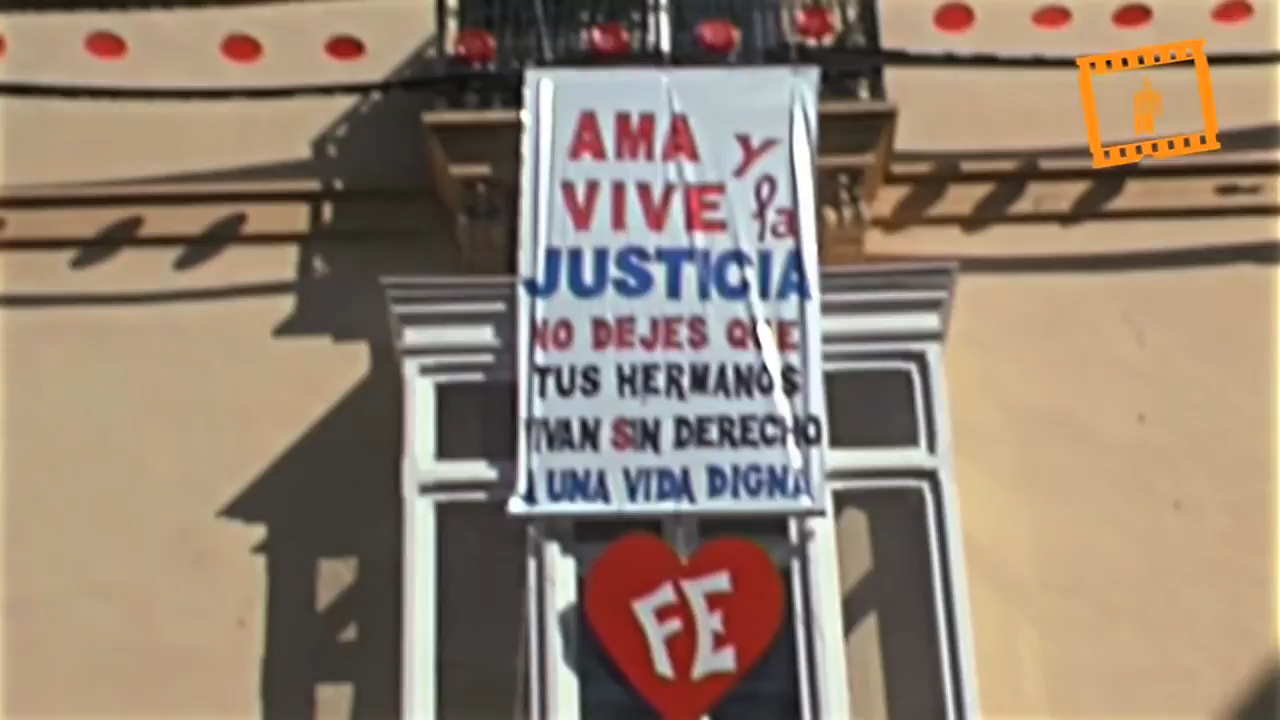 AMA Y
VIVE la
JUSTICIA
NO DEJES QUE
TUS HERMANOS
VIVAN SIN DERECHO
A UNA VIDA DIGNA
FE